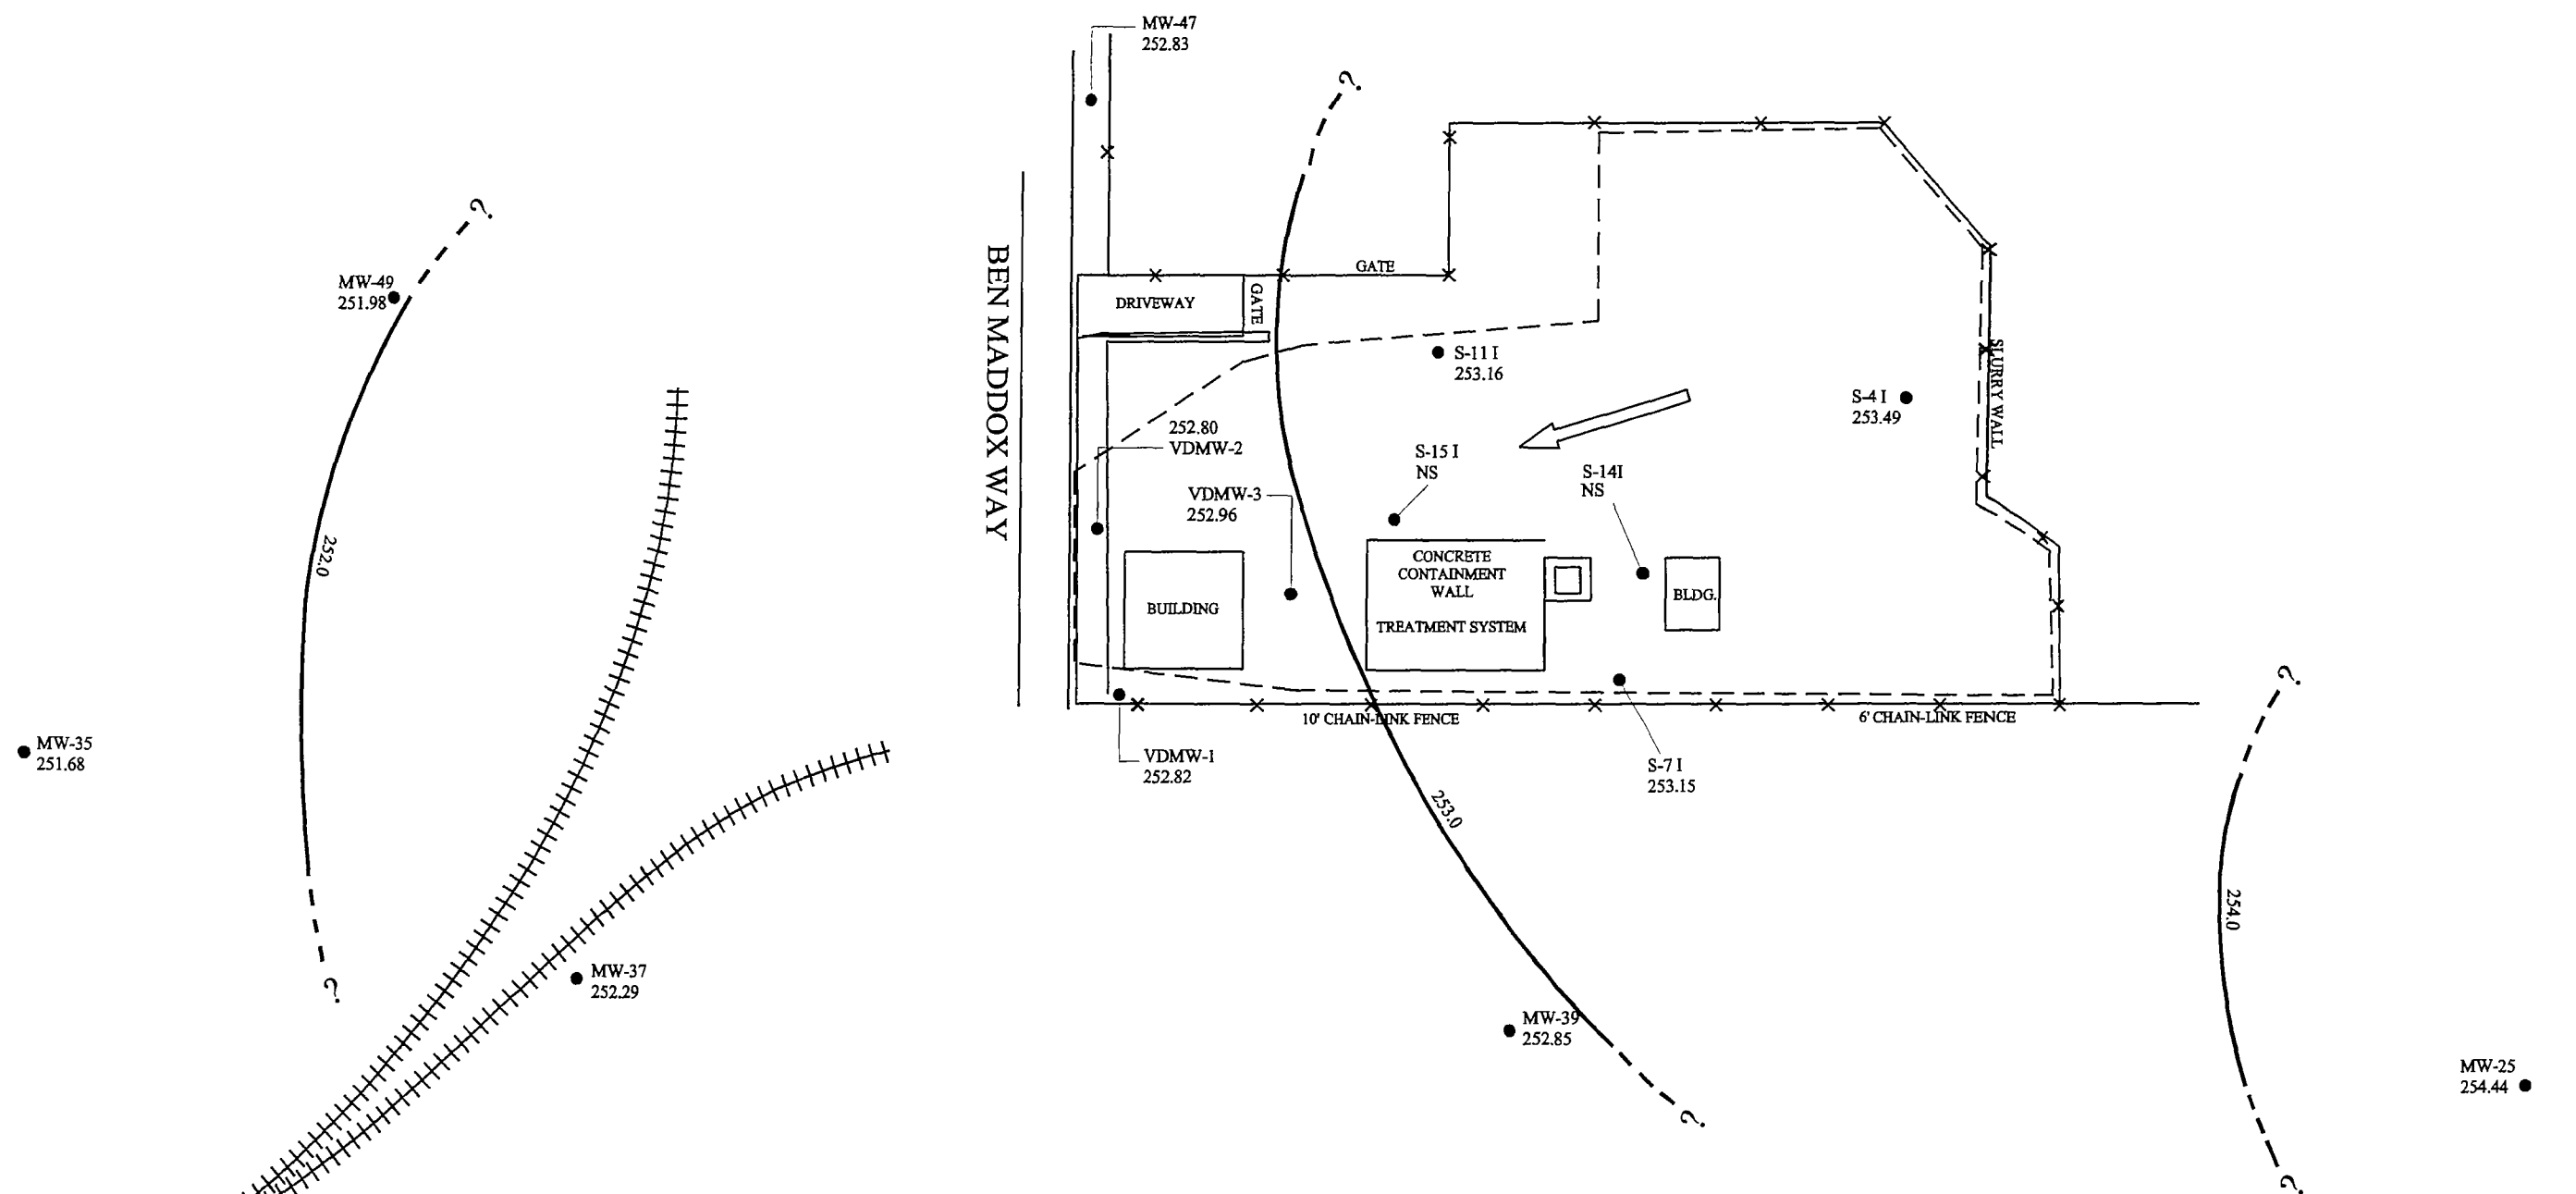 MW-47
252.83
?
?
MW-49
251.98
BEN MADDOX WAY
GATE
DRIVEWAY
GATE
S-11 I
253.16
S-4 I
253.49
SLURRY WALL
252.80
VDMW-2
S-15 I
NS
S-14I
NS
VDMW-3
252.96
252.0
CONCRETE
CONTAINMENT
WALL
TREATMENT SYSTEM
BUILDING
BLDG.
?
10' CHAIN-LINK FENCE
6' CHAIN-LINK FENCE
MW-35
251.68
VDMW-1
252.82
S-7 I
253.15
253.0
254.0
MW-37
252.29
?
MW-39
252.85
MW-25
254.44
?
?